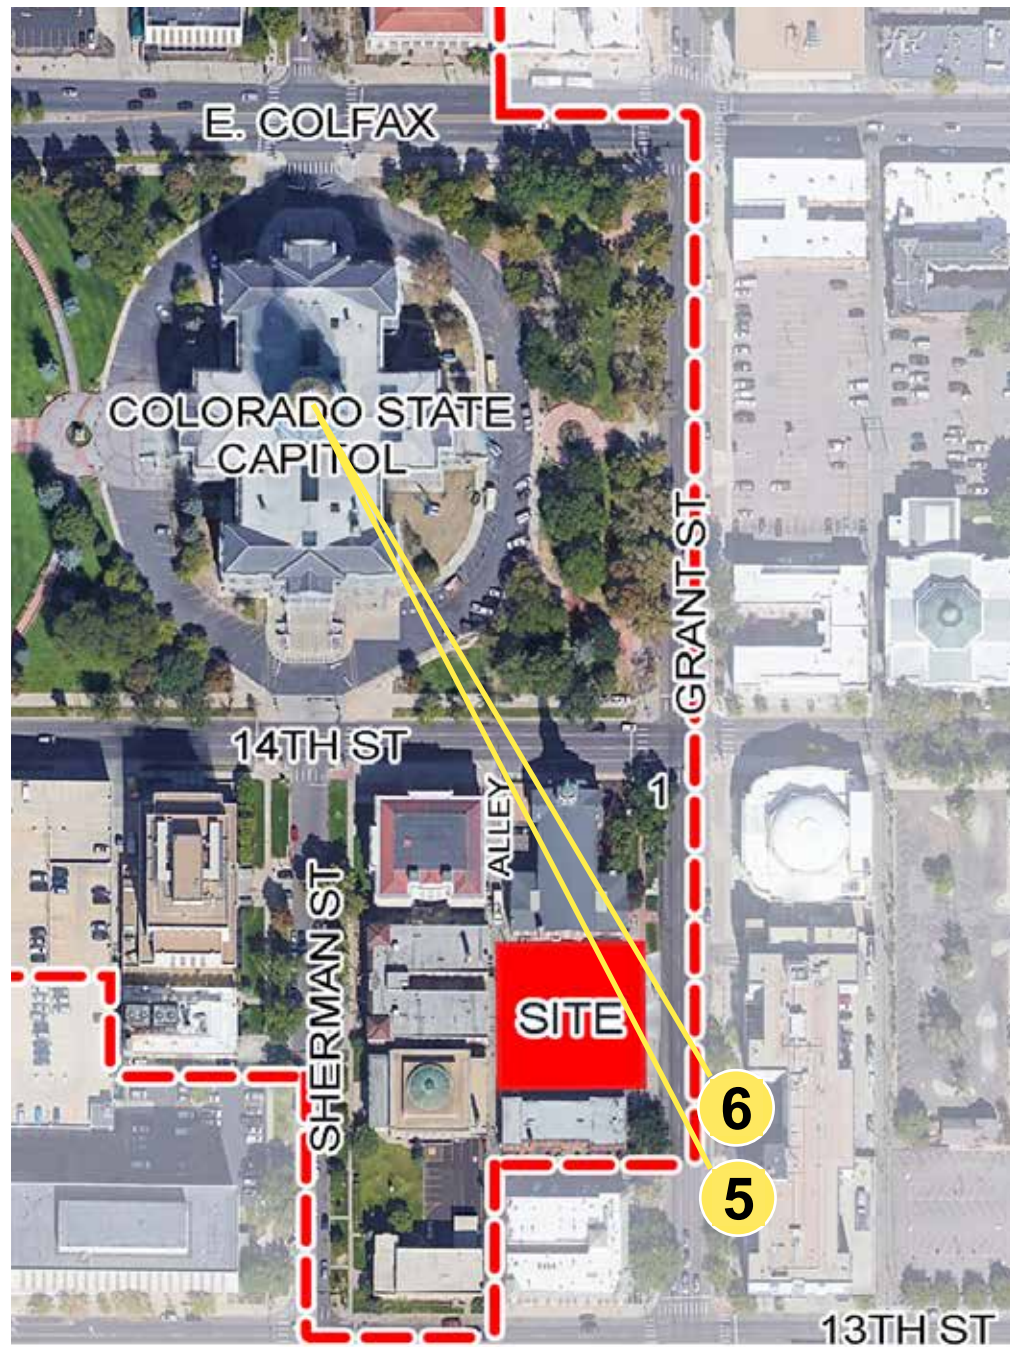 E. COLFAX
COLORADO STATE
CAPITOL
GRANT ST
14TH ST
ALLEY
1
SHERMAN ST
SITE
6
5
13TH ST